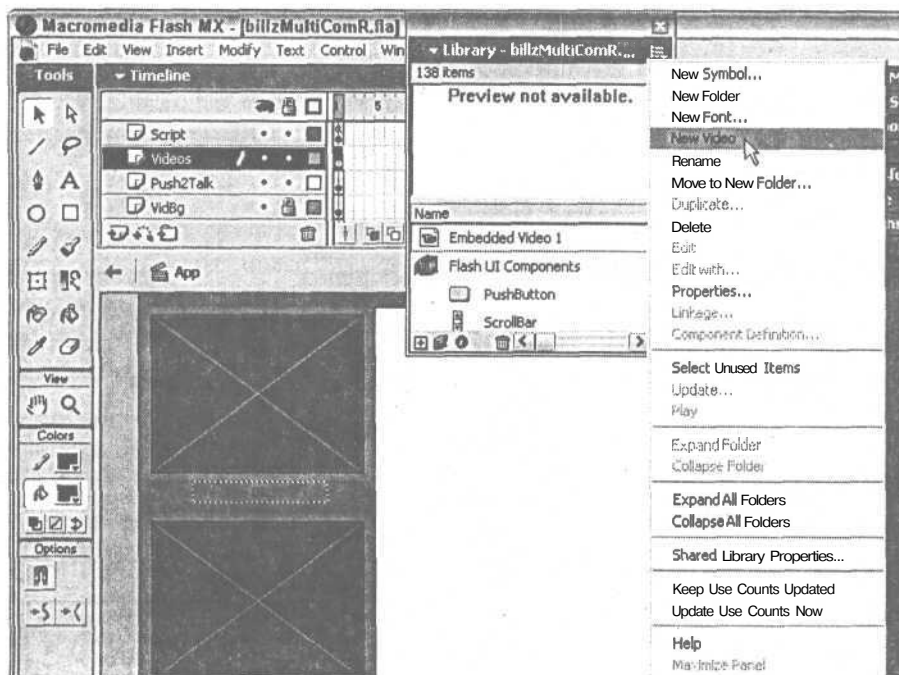 Macromedia Flash MX - [billzMultiComR.fla]
File Edit View Insert Modify Text Control Win
Tools
Timeline
5
Script
Videos
Push2Talk
VidBg
App
View
Colors
Options
Library - billzMultiComR....
138 items
Preview not available.
Name
Embedded Video 1
Flash UI Components
PushButton
ScrollBar
New Symbol...
New Folder
New Font...
New Video
Rename
Move to New Folder...
Duplicate...
Delete
Edit
Edit with...
Properties...
Linkage...
Component Definition...
Select Unused Items
Update...
Play
Expand Folder
Collapse Folder
Expand All Folders
Collapse All Folders
Shared Library Properties...
Keep Use Counts Updated
Update Use Counts Now
Help
Maximize Panel